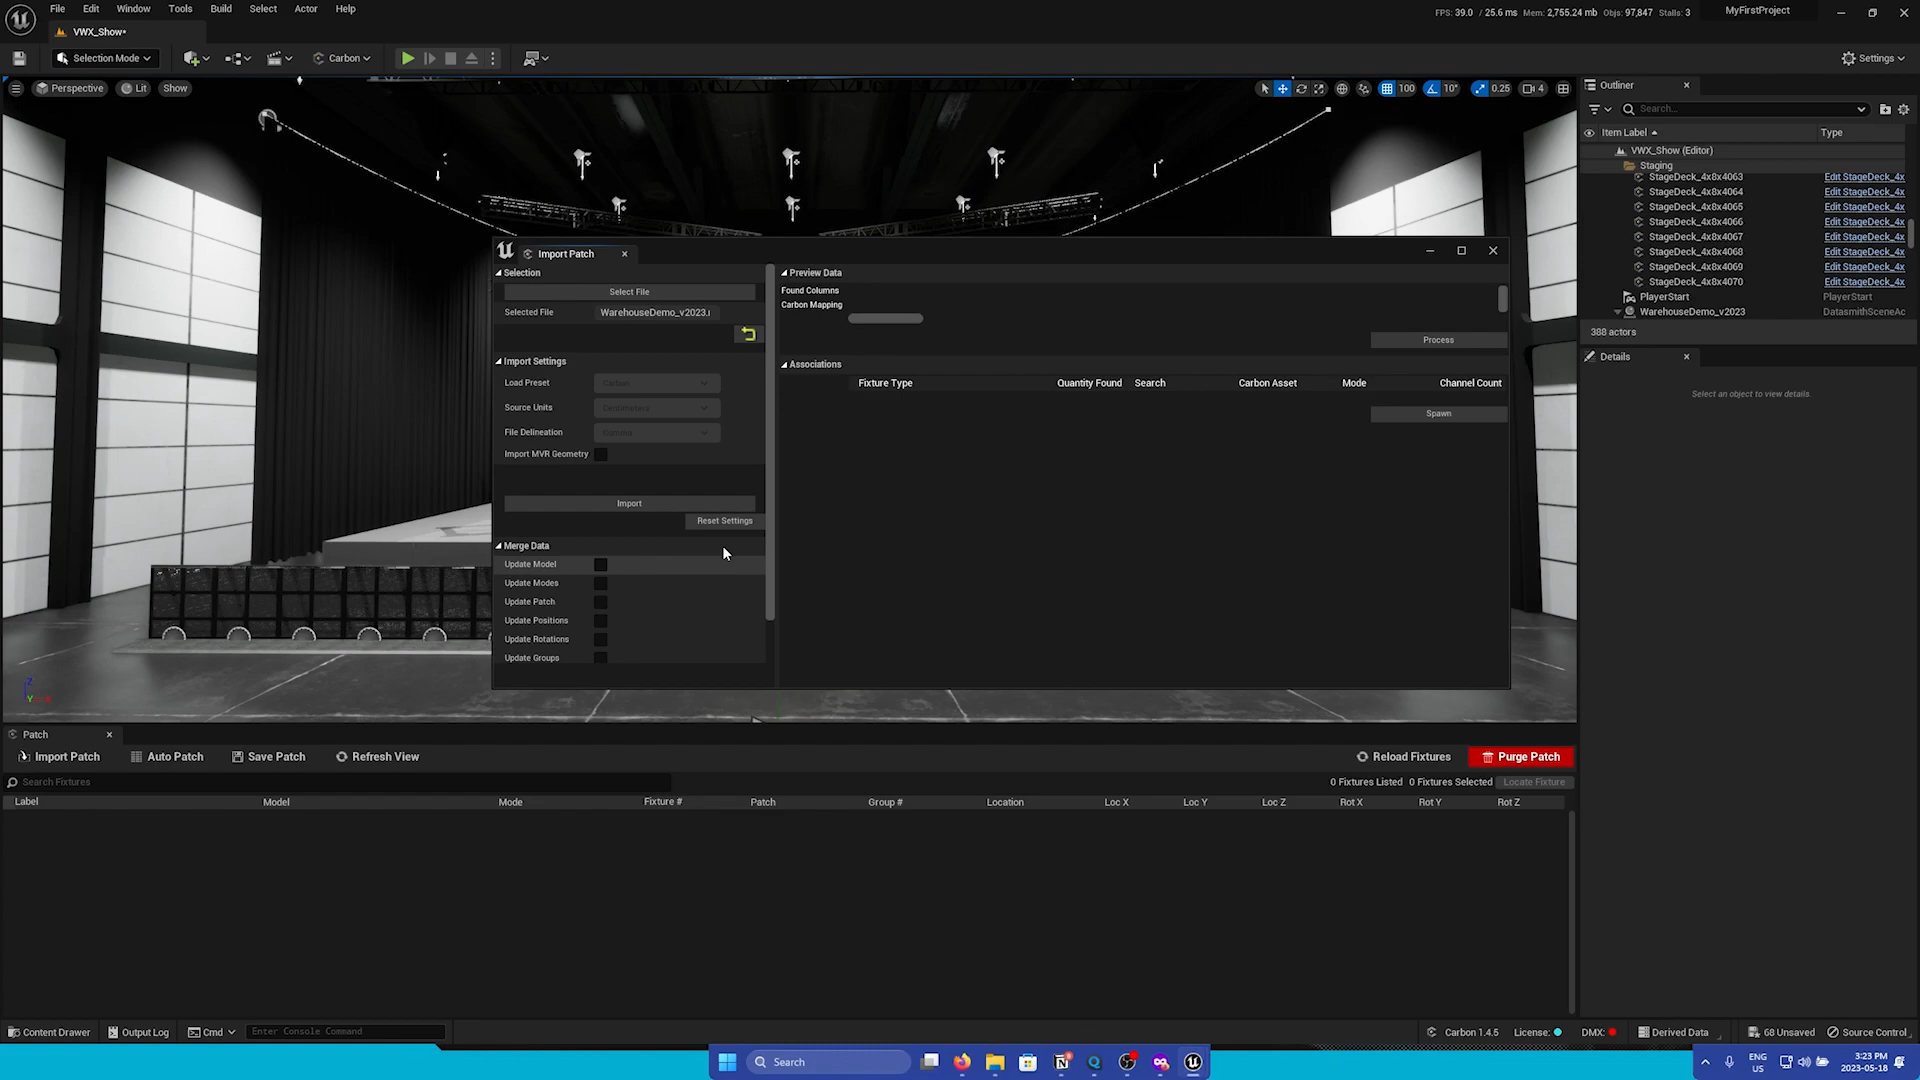 File Edit Window Tools Build Select Actor Help
FPS: 39.0 / 25.6 ms Mem: 2,755.24 mb Objs: 97,847 Stalls: 3 MyFirstProject
VWX_Show•
Selection Mode Carbon Settings
Perspective Lit Show
100 10° 0.25 4
Outliner
Search...
Item Label Type
VWX_Show (Editor)
Staging
StageDeck_4x8x4063 Edit StageDeck_4x
StageDeck_4x8x4064 Edit StageDeck_4x
StageDeck_4x8x4065 Edit StageDeck_4x
StageDeck_4x8x4066 Edit StageDeck_4x
StageDeck_4x8x4067 Edit StageDeck_4x
StageDeck_4x8x4068 Edit StageDeck_4x
StageDeck_4x8x4069 Edit StageDeck_4x
StageDeck_4x8x4070 Edit StageDeck_4x
PlayerStart PlayerStart
WarehouseDemo_v2023 DatasmithSceneAc
388 actors
Details
Select an object to view details.
Import Patch
Selection
Select File
Selected File WarehouseDemo_v2023.
Import Settings
Load Preset Carbon
Source Units Centimeters
File Delineation Comma
Import MVR Geometry
Import
Reset Settings
Merge Data
Update Model
Update Modes
Update Patch
Update Positions
Update Rotations
Update Groups
Preview Data
Found Columns
Carbon Mapping
Process
Associations
Fixture Type Quantity Found Search Carbon Asset Mode Channel Count
Spawn
Z
Y
Patch
Import Patch Auto Patch Save Patch Refresh View Reload Fixtures Purge Patch
Search Fixtures 0 Fixtures Listed 0 Fixtures Selected Locate Fixture
Label Model Mode Fixture # Patch Group # Location Loc X Loc Y Loc Z Rot X Rot Y Rot Z
Content Drawer Output Log Cmd Enter Console Command Carbon 1.4.5 License: DMX: Derived Data 68 Unsaved Source Control
Search
ENG
US
3:23 PM
2023-05-18